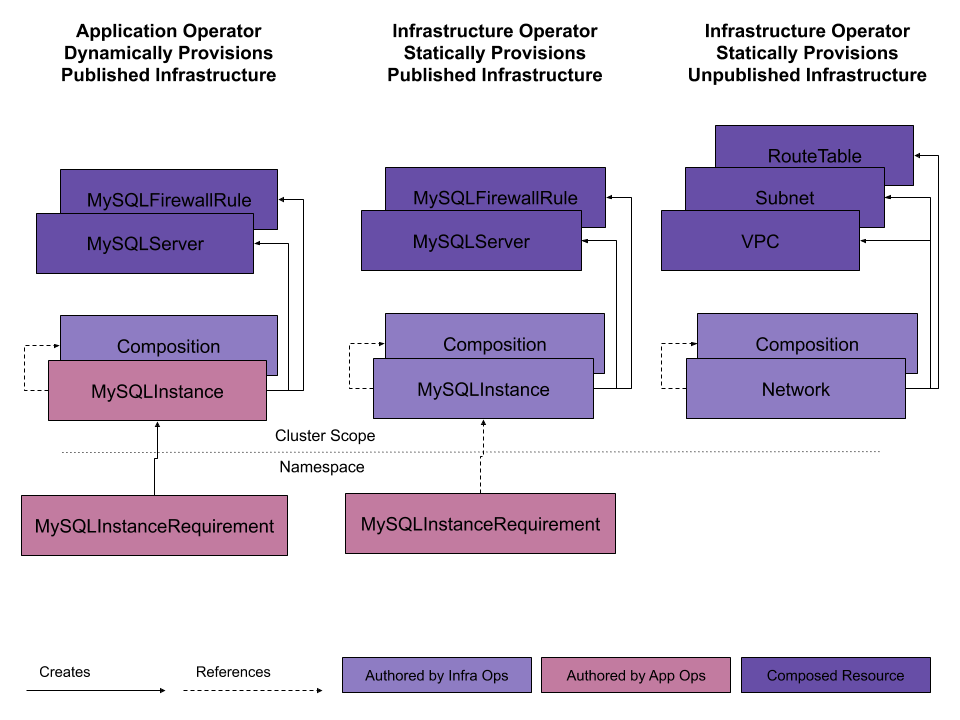 Application Operator
Dynamically Provisions
Published Infrastructure
Infrastructure Operator
Statically Provisions
Published Infrastructure
Infrastructure Operator
Statically Provisions
Unpublished Infrastructure
MySQLFirewallRule
MySQLServer
Composition
MySQLInstance
MySQLFirewallRule
MySQLServer
Composition
MySQLInstance
RouteTable
Subnet
VPC
Composition
Network
Cluster Scope
Namespace
MySQLInstanceRequirement
MySQLInstanceRequirement
Creates
References
Authored by Infra Ops
Authored by App Ops
Composed Resource